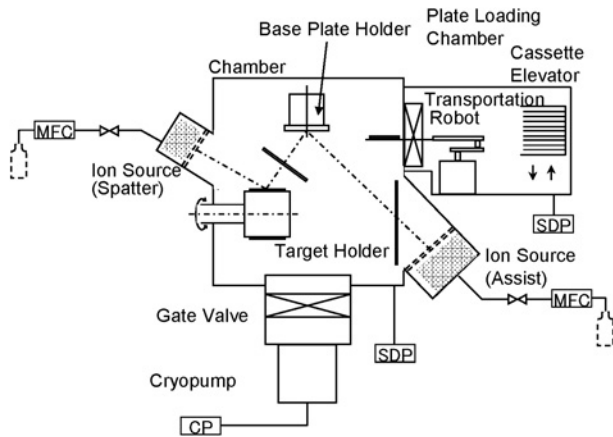 Base Plate Holder
Plate Loading
Chamber
Cassette
Elevator
Chamber
Transportation
Robot
MFC
Ion Source
(Spatter)
Target Holder
SDP
Ion Source
(Assist)
MFC
Gate Valve
SDP
Cryopump
CP